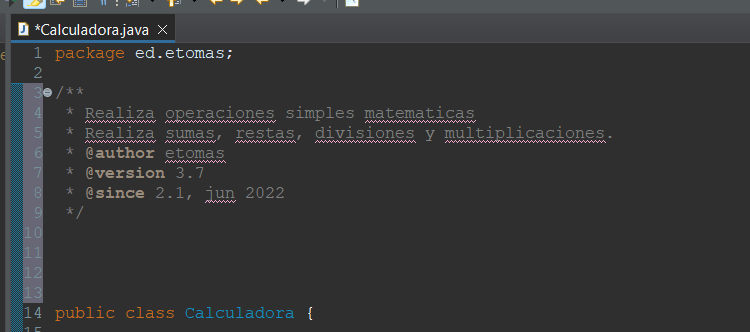 *Calculadora.java
1 package ed.etomas;
2
3 /**
4 * Realiza operaciones simples matematicas
5 * Realiza sumas, restas, divisiones y multiplicaciones.
6 * @author etomas
7 * @version 3.7
8 * @since 2.1, jun 2022
9 */
10
11
12
13
14 public class Calculadora {